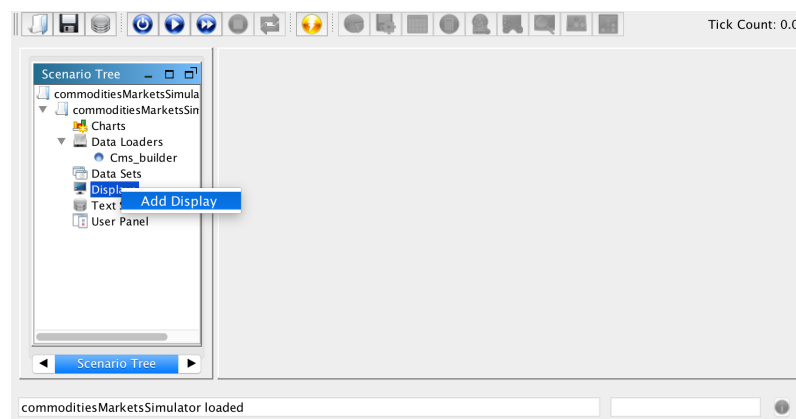 Tick Count: 0.0
Scenario Tree
commoditiesMarketsSimula
commoditiesMarketsSim
Charts
Data Loaders
Cms_builder
Data Sets
Displa
Add Display
Text
User Panel
Scenario Tree
commoditiesMarketsSimulator loaded